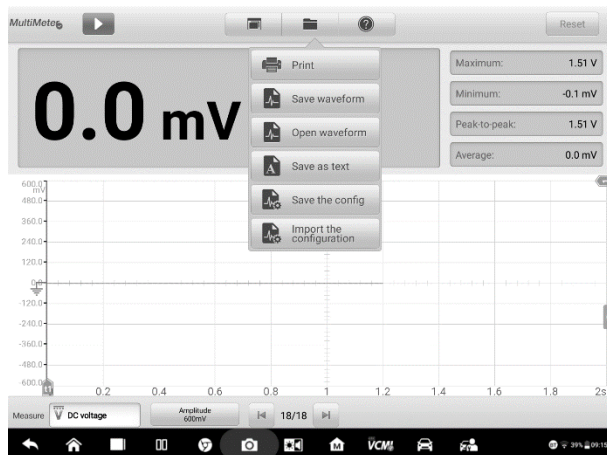 MultiMeter
Reset
0.0 mV
Print
Save waveform
Open waveform
Save as text
Save the config
Import the
configuration
Maximum: 1.51 V
Minimum: -0.1 mV
Peak-to-peak: 1.51 V
Average: 0.0 mV
600.0
mV
480.0
360.0
240.0
120.0
0.0
-120.0
-240.0
-360.0
-480.0
-600.0
0.2 0.4 0.6 0.8 1 1.2 1.4 1.6 1.8 2s
Measure
DC voltage
Amplitude
600mV
18/18
M
VCMI
39% 09:15